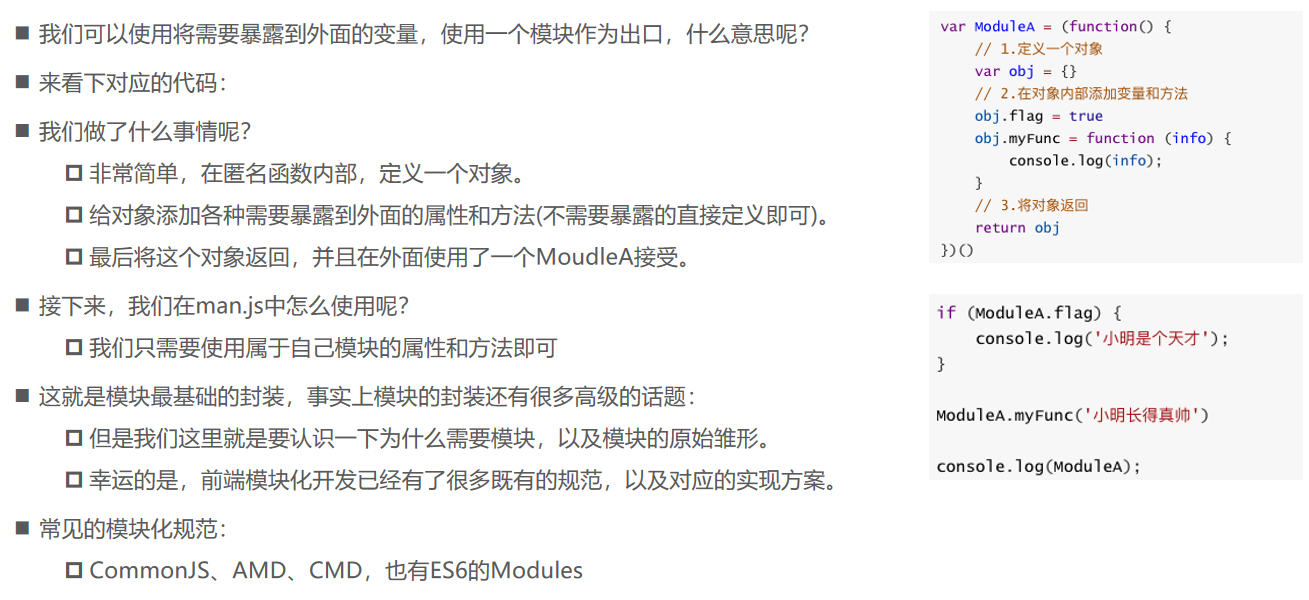 ■ 我们可以使用将需要暴露到外面的变量，使用一个模块作为出口，什么意思呢？
■ 来看下对应的代码：
■ 我们做了什么事情呢？
非常简单，在匿名函数内部，定义一个对象。
给对象添加各种需要暴露到外面的属性和方法(不需要暴露的直接定义即可)。
最后将这个对象返回，并且在外面使用了一个MoudleA接受。
■ 接下来，我们在man.js中怎么使用呢？
我们只需要使用属于自己模块的属性和方法即可
■ 这就是模块最基础的封装，事实上模块的封装还有很多高级的话题：
但是我们这里就是要认识一下为什么需要模块，以及模块的原始雏形。
幸运的是，前端模块化开发已经有了很多既有的规范，以及对应的实现方案。
■ 常见的模块化规范：
CommonJS、AMD、CMD，也有ES6的Modules
var ModuleA = (function() {
    // 1.定义一个对象
    var obj = {}
    // 2.在对象内部添加变量和方法
    obj.flag = true
    obj.myFunc = function (info) {
        console.log(info);
    }
    // 3.将对象返回
    return obj
})()
if (ModuleA.flag) {
    console.log('小明是个天才');
}
ModuleA.myFunc('小明长得真帅')
console.log(ModuleA);